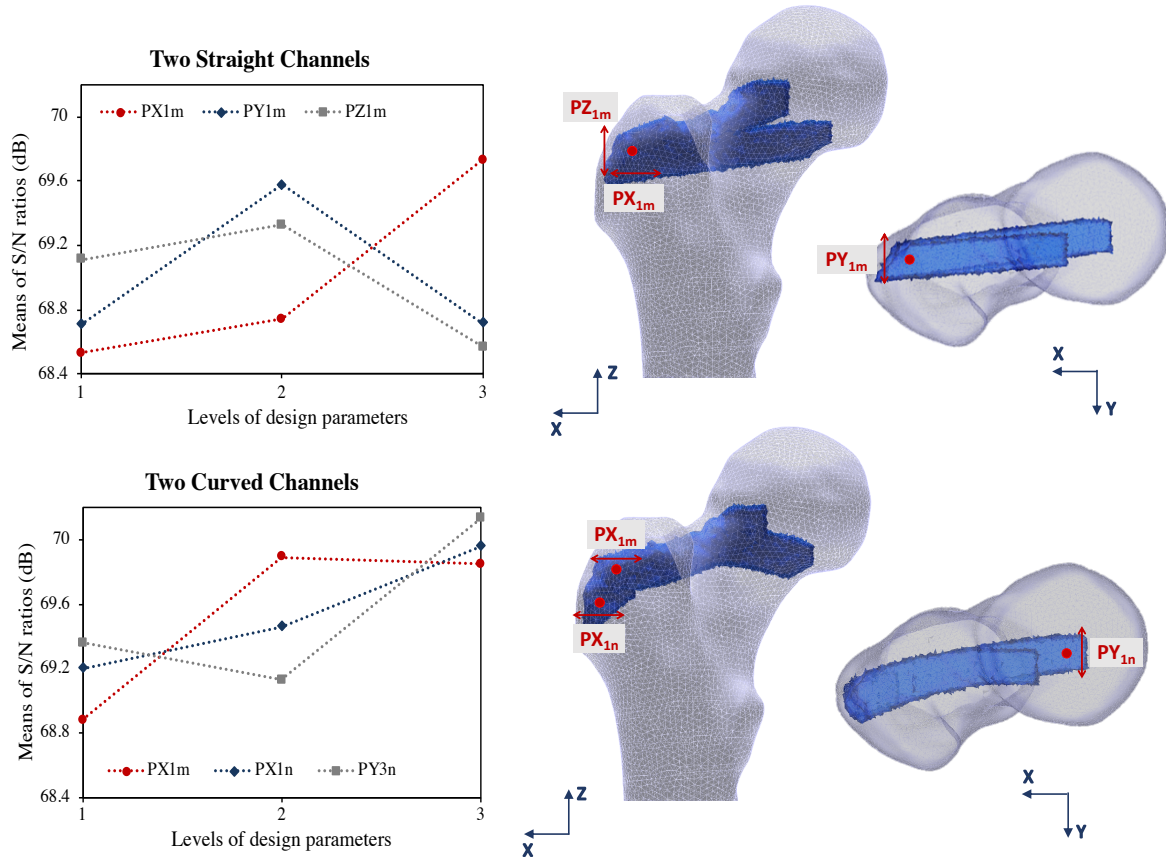 Two Straight Channels
PX1m PY1m PZ1m
Means of S/N ratios (dB)
70
69.6
69.2
68.8
68.4
1 2 3
Levels of design parameters
PZ1m
PX1m
Z
X
PY1m
X
Y
Two Curved Channels
PX1m PX1n PY3n
Means of S/N ratios (dB)
70
69.6
69.2
68.8
68.4
1 2 3
Levels of design parameters
PX1m
PX1n
Z
X
PY1n
X
Y